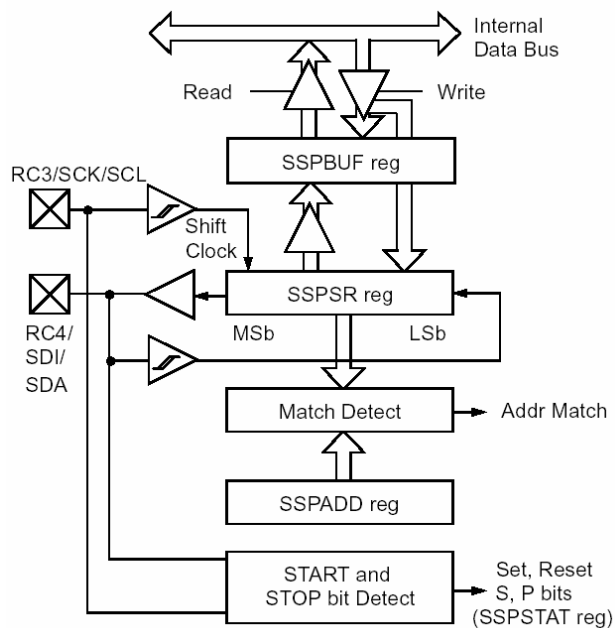 Internal
Data Bus
Read
Write
SSPBUF reg
RC3/SCK/SCL
Shift
Clock
SSPSR reg
MSb
LSb
RC4/
SDI/
SDA
Match Detect
Addr Match
SSPADD reg
START and
STOP bit Detect
Set, Reset
S, P bits
(SSPSTAT reg)